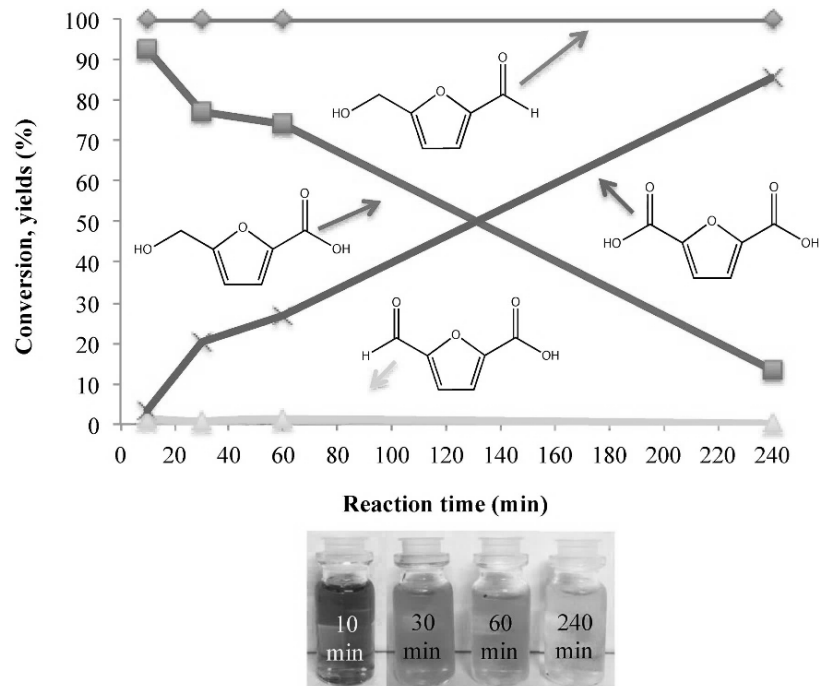 Conversion, yields (%)
100
90
80
70
60
50
40
30
20
10
0
O
O
HO
H
O
O
HO
OH
O
O
O
HO
OH
O
O
O
H
OH
0 20 40 60 80 100 120 140 160 180 200 220 240
Reaction time (min)
10 min
30 min
60 min
240 min